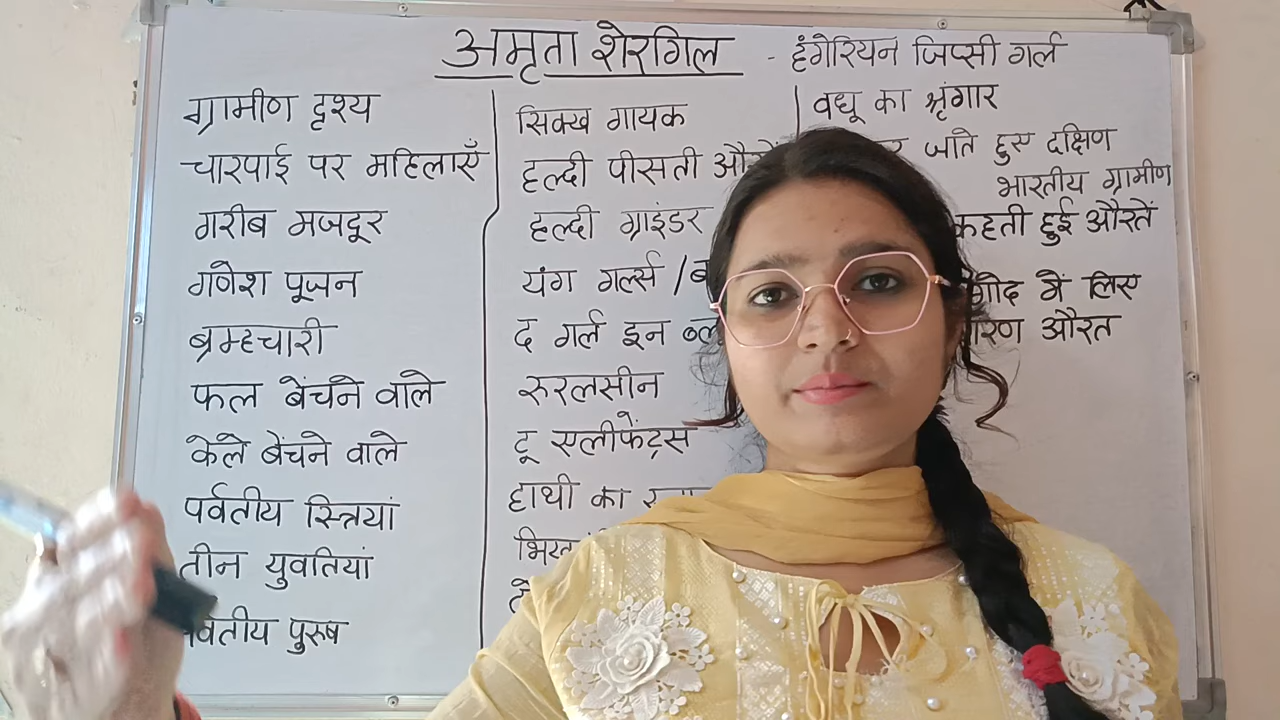 अमृता शेरगिल - हंगेरियन जिप्सी गर्ल
ग्रामीण दृश्य
चारपाई पर महिलाएँ
गरीब मजदूर
गणेश पूजन
ब्रम्हचारी
फल बेंचने वाले
केले बेंचने वाले
पर्वतीय स्त्रियां
तीन युवतियां
पुरुष
सिक्ख गायक
हल्दी पीसती
हल्दी ग्राइंडर
यंग गर्ल्स /
द गर्ल इन
रुरलसीन
टू एलीफेंट्स
हाथी का
वधू का श्रृंगार
जाते हुए दक्षिण
भारतीय ग्रामीण
कहती हुई औरतें
गोद में लिए
औरत